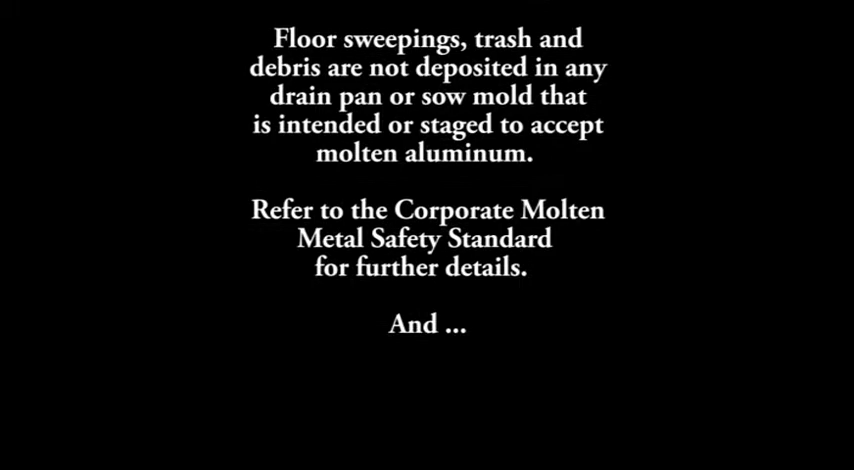 Floor sweepings, trash and
debris are not deposited in any
drain pan or sow mold that
is intended or staged to accept
molten aluminum.
Refer to the Corporate Molten
Metal Safety Standard
for further details.
And ...